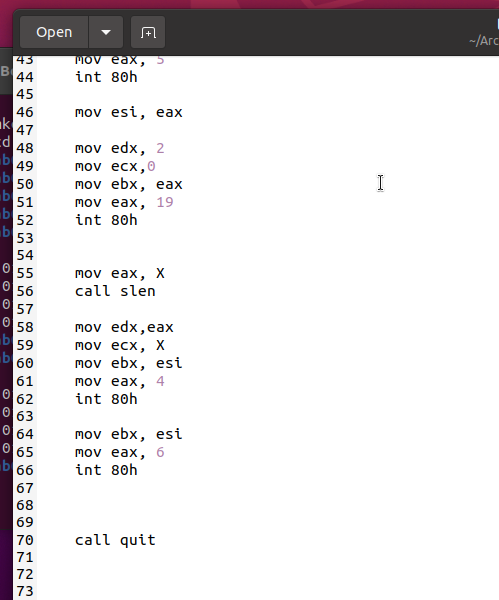 Open
~/Arc
43 mov eax, 5
44 int 80h
45
46 mov esi, eax
47
48 mov edx, 2
49 mov ecx,0
50 mov ebx, eax
51 mov eax, 19
52 int 80h
53
54
55 mov eax, X
56 call slen
57
58 mov edx,eax
59 mov ecx, X
60 mov ebx, esi
61 mov eax, 4
62 int 80h
63
64 mov ebx, esi
65 mov eax, 6
66 int 80h
67
68
69
70 call quit
71
72
73